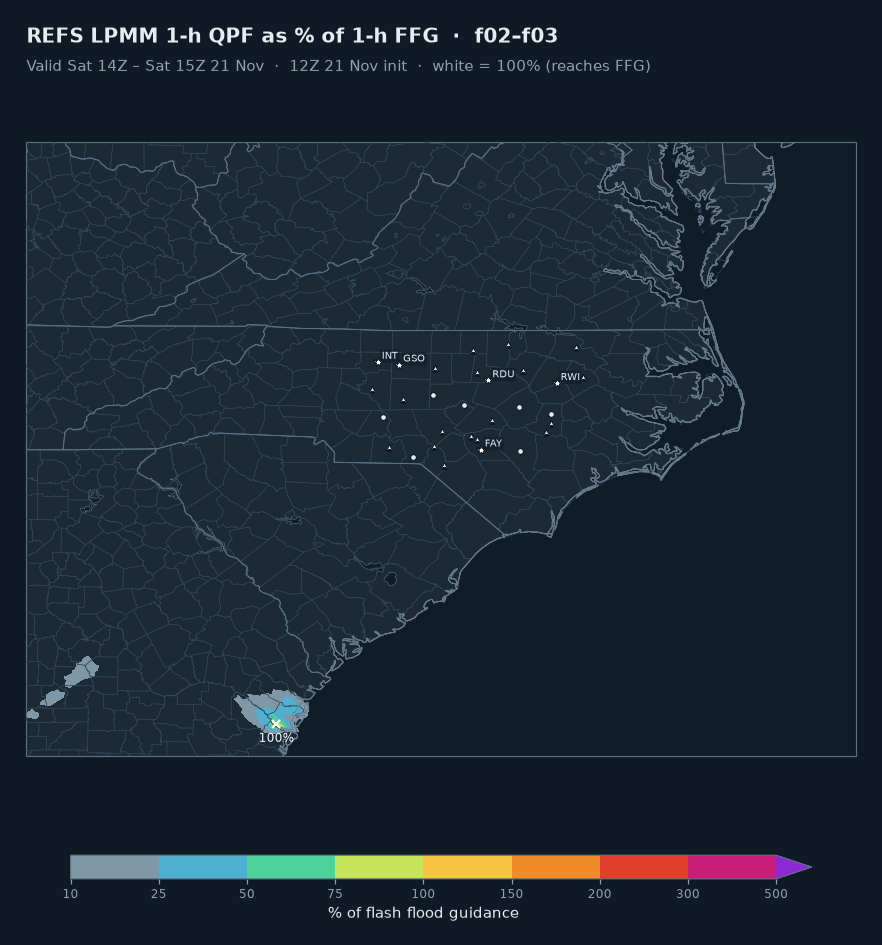 REFS LPMM 1-h QPF as % of 1-h FFG · f02–f03
Valid Sat 14Z – Sat 15Z 21 Nov · 12Z 21 Nov init · white = 100% (reaches FFG)
INT
GSO
RDU
RWI
FAY
100%
10 25 50 75 100 150 200 300 500
% of flash flood guidance